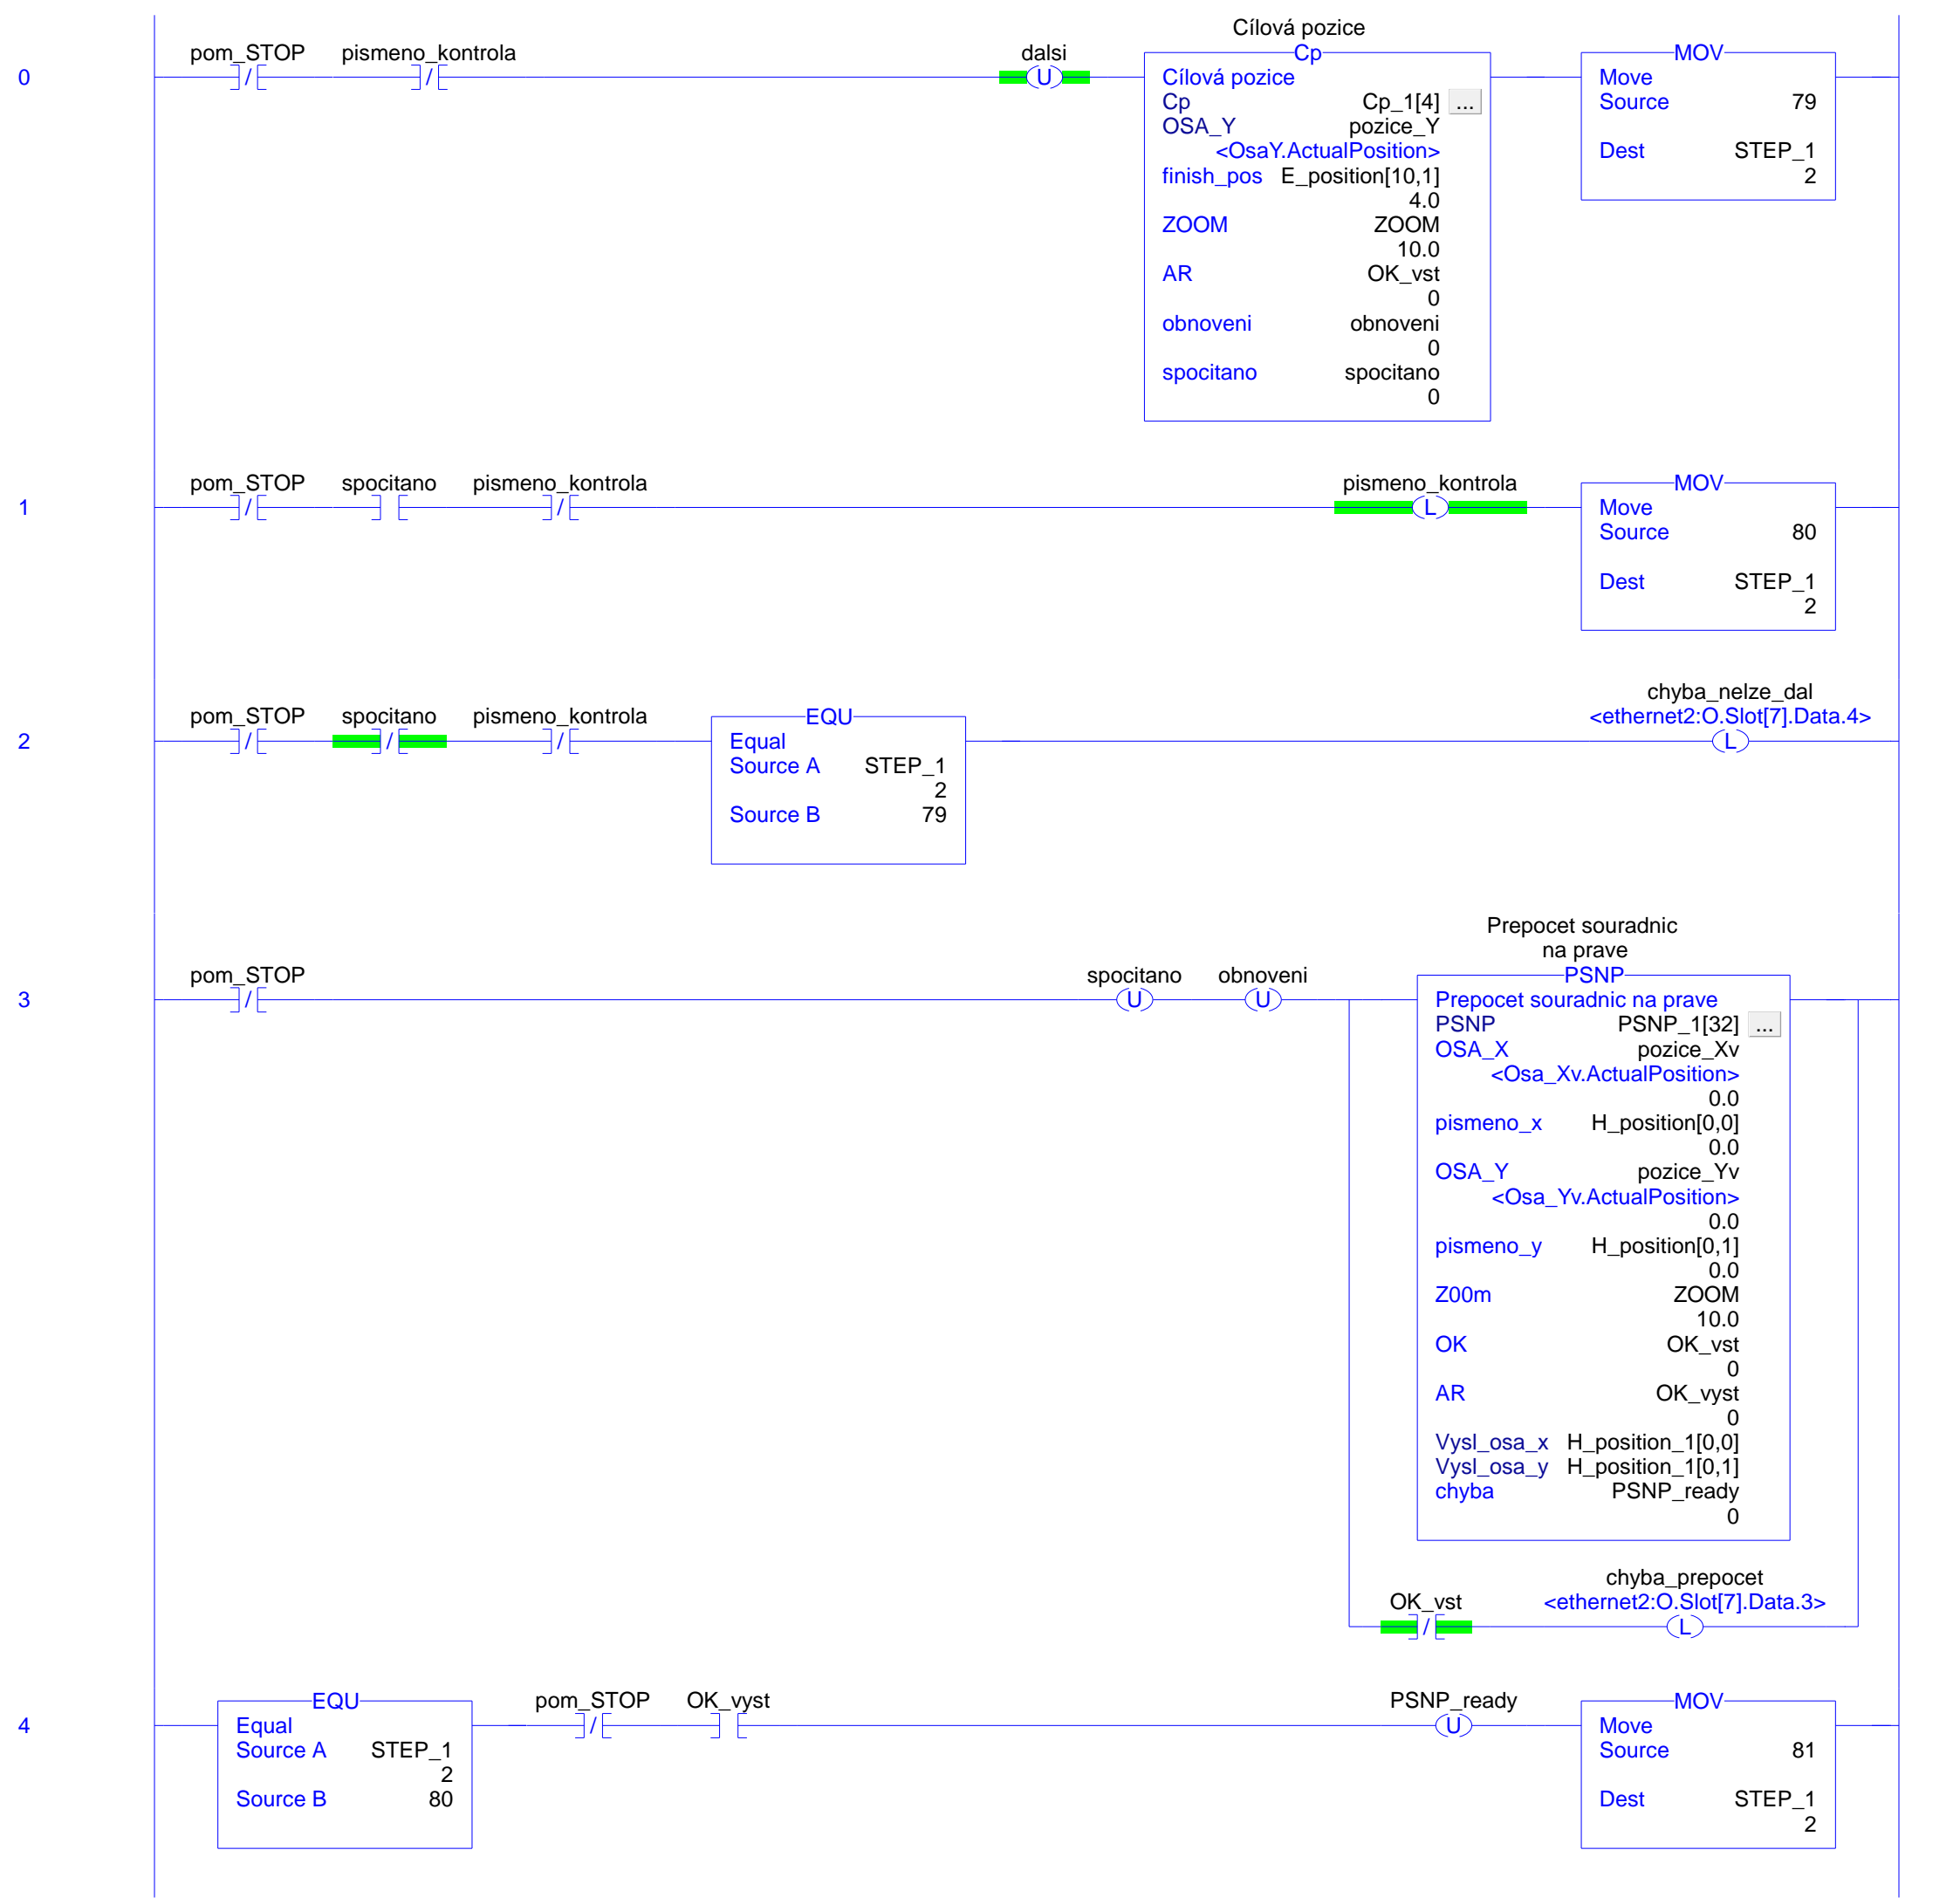 0
pom_STOP pismeno_kontrola dalsi
/ / U
Cílová pozice
Cp
Cílová pozice
Cp Cp_1[4] ...
OSA_Y pozice_Y
<OsaY.ActualPosition>
finish_pos E_position[10,1]
4.0
ZOOM ZOOM
10.0
AR OK_vst
0
obnoveni obnoveni
0
spocitano spocitano
0
MOV
Move
Source 79
Dest STEP_1
2
1
pom_STOP spocitano pismeno_kontrola pismeno_kontrola
/ / L
MOV
Move
Source 80
Dest STEP_1
2
2
pom_STOP spocitano pismeno_kontrola
/ / /
EQU
Equal
Source A STEP_1
2
Source B 79
chyba_nelze_dal
<ethernet2:O.Slot[7].Data.4>
L
3
pom_STOP spocitano obnoveni
/ U U
Prepocet souradnic
na prave
PSNP
Prepocet souradnic na prave
PSNP PSNP_1[32] ...
OSA_X pozice_Xv
<Osa_Xv.ActualPosition>
0.0
pismeno_x H_position[0,0]
0.0
OSA_Y pozice_Yv
<Osa_Yv.ActualPosition>
0.0
pismeno_y H_position[0,1]
0.0
Z00m ZOOM
10.0
OK OK_vst
0
AR OK_vyst
0
Vysl_osa_x H_position_1[0,0]
Vysl_osa_y H_position_1[0,1]
chyba PSNP_ready
0
OK_vst
/
chyba_prepocet
<ethernet2:O.Slot[7].Data.3>
L
4
EQU
Equal
Source A STEP_1
2
Source B 80
pom_STOP OK_vyst PSNP_ready
/ U
MOV
Move
Source 81
Dest STEP_1
2